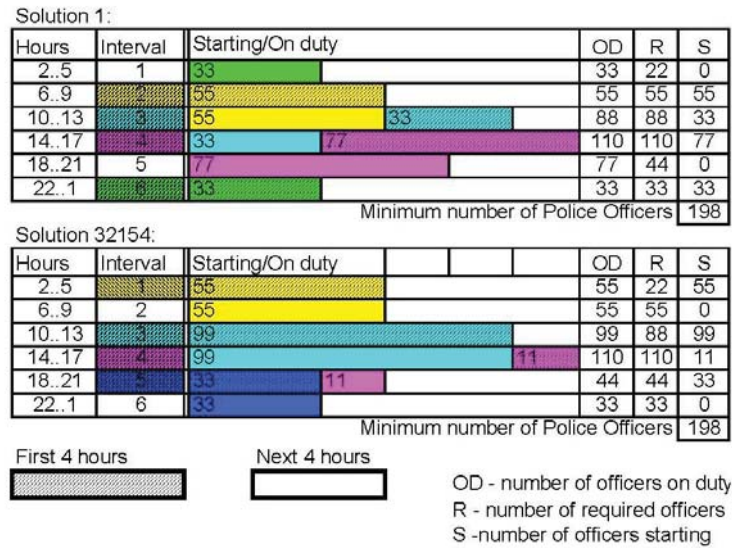 Solution 1:
Hours Interval Starting/On duty OD R S
2..5 1 33 33 22 0
6..9 2 55 55 55 55
10..13 3 55 33 88 88 33
14..17 4 33 77 110 110 77
18..21 5 77 77 44 0
22..1 6 33 33 33 33
Minimum number of Police Officers 198
Solution 32154:
Hours Interval Starting/On duty OD R S
2..5 1 55 55 22 55
6..9 2 55 55 55 0
10..13 3 99 99 88 99
14..17 4 99 11 110 110 11
18..21 5 33 11 44 44 33
22..1 6 33 33 33 0
Minimum number of Police Officers 198
First 4 hours Next 4 hours
OD - number of officers on duty
R - number of required officers
S -number of officers starting